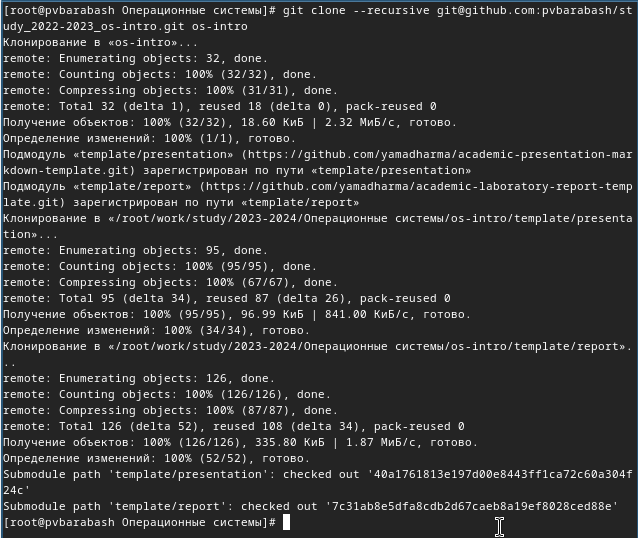 [root@pvbarabash Операционные системы]# git clone --recursive git@github.com:pvbarabash/st
udy_2022-2023_os-intro.git os-intro
Клонирование в «os-intro»...
remote: Enumerating objects: 32, done.
remote: Counting objects: 100% (32/32), done.
remote: Compressing objects: 100% (31/31), done.
remote: Total 32 (delta 1), reused 18 (delta 0), pack-reused 0
Получение объектов: 100% (32/32), 18.60 КиБ | 2.32 МиБ/с, готово.
Определение изменений: 100% (1/1), готово.
Подмодуль «template/presentation» (https://github.com/yamadharma/academic-presentation-mar
kdown-template.git) зарегистрирован по пути «template/presentation»
Подмодуль «template/report» (https://github.com/yamadharma/academic-laboratory-report-temp
late.git) зарегистрирован по пути «template/report»
Клонирование в «/root/work/study/2023-2024/Операционные системы/os-intro/template/presenta
tion»...
remote: Enumerating objects: 95, done.
remote: Counting objects: 100% (95/95), done.
remote: Compressing objects: 100% (67/67), done.
remote: Total 95 (delta 34), reused 87 (delta 26), pack-reused 0
Получение объектов: 100% (95/95), 96.99 КиБ | 841.00 КиБ/с, готово.
Определение изменений: 100% (34/34), готово.
Клонирование в «/root/work/study/2023-2024/Операционные системы/os-intro/template/report».
..
remote: Enumerating objects: 126, done.
remote: Counting objects: 100% (126/126), done.
remote: Compressing objects: 100% (87/87), done.
remote: Total 126 (delta 52), reused 108 (delta 34), pack-reused 0
Получение объектов: 100% (126/126), 335.80 КиБ | 1.87 МиБ/с, готово.
Определение изменений: 100% (52/52), готово.
Submodule path 'template/presentation': checked out '40a1761813e197d00e8443ff1ca72c60a304f
24c'
Submodule path 'template/report': checked out '7c31ab8e5dfa8cdb2d67caeb8a19ef8028ced88e'
[root@pvbarabash Операционные системы]#